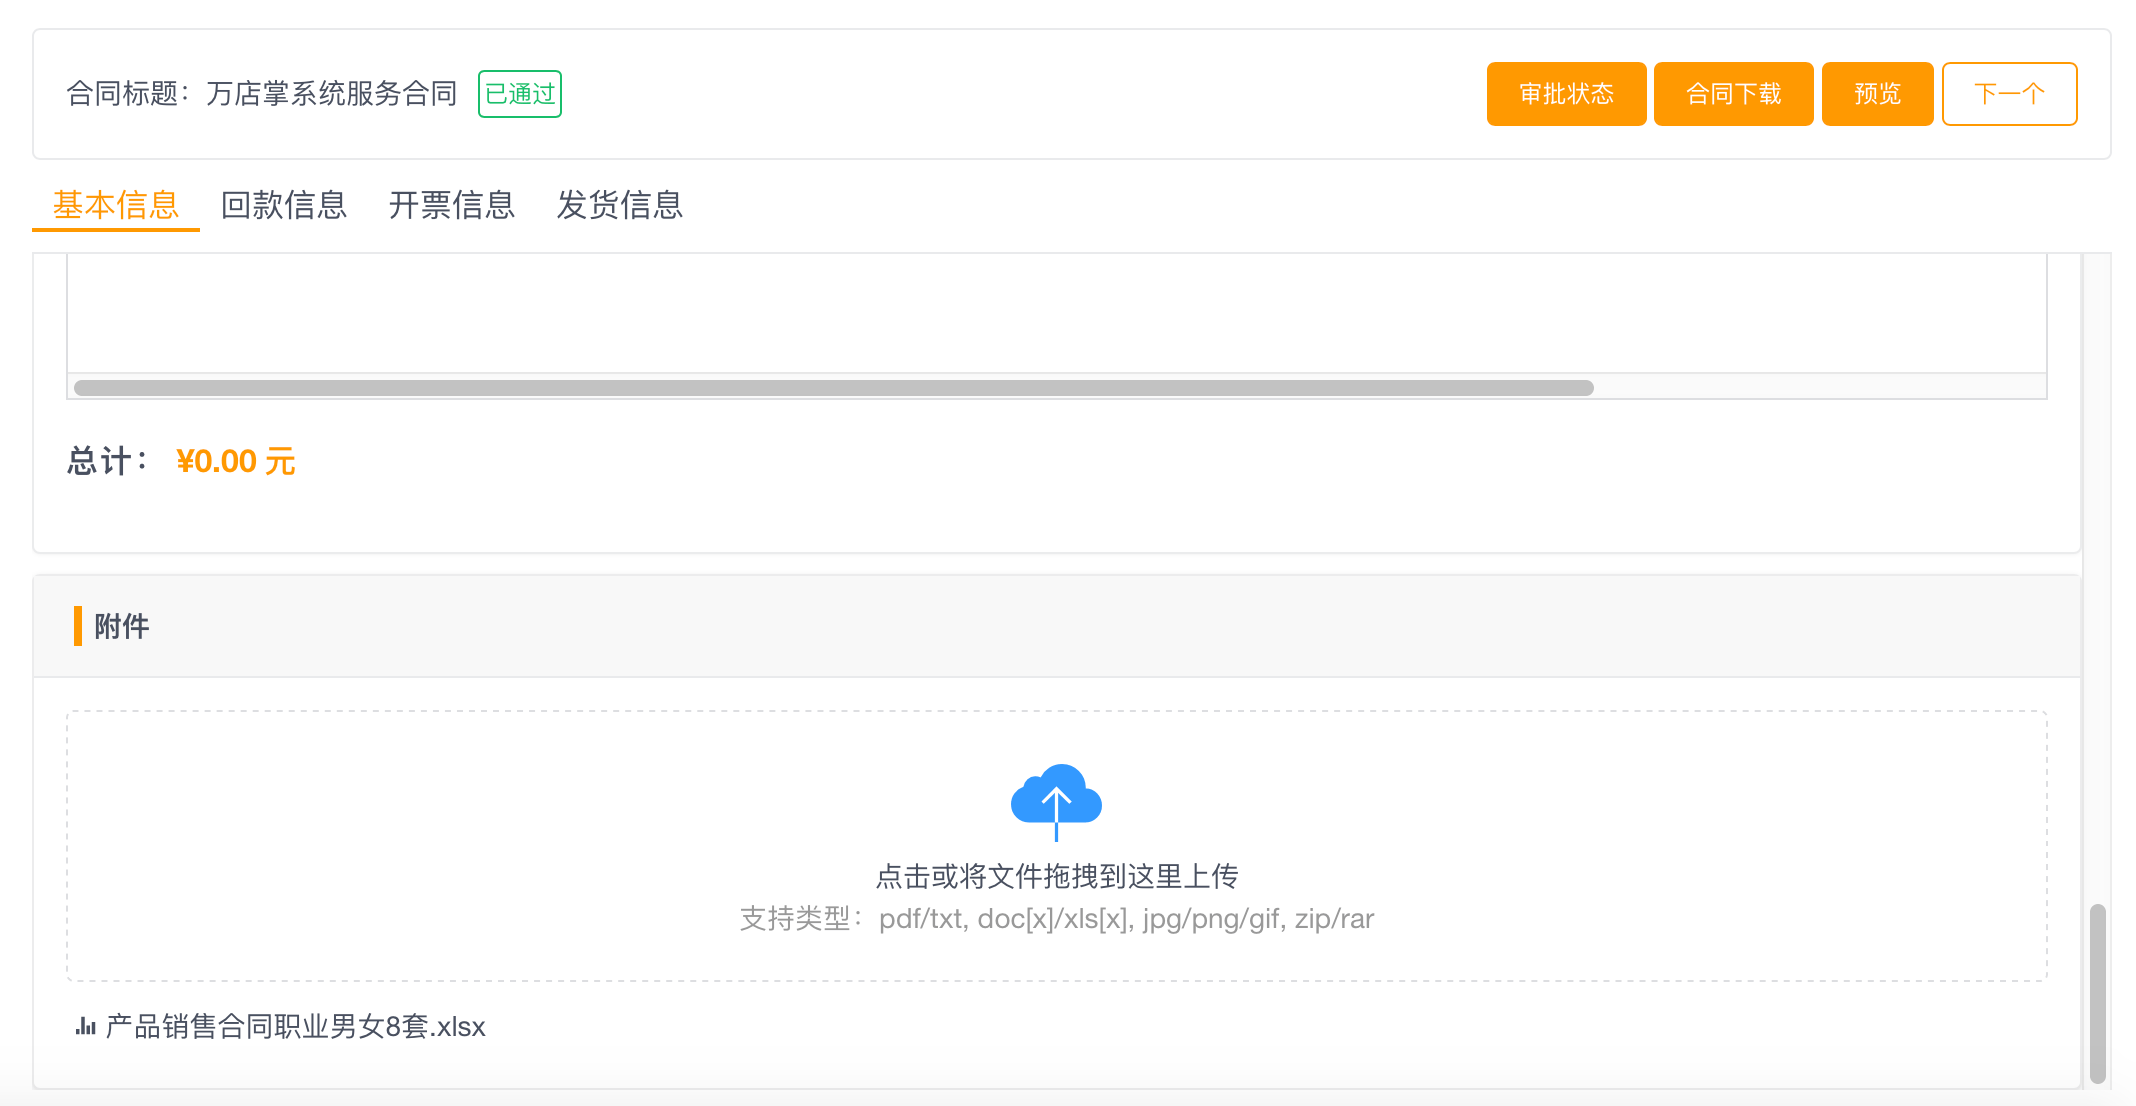 合同标题：万店掌系统服务合同 已通过 审批状态 合同下载 预览 下一个
基本信息 回款信息 开票信息 发货信息
总计： ¥0.00 元
附件
点击或将文件拖拽到这里上传
支持类型：pdf/txt, doc[x]/xls[x], jpg/png/gif, zip/rar
产品销售合同职业男女8套.xlsx